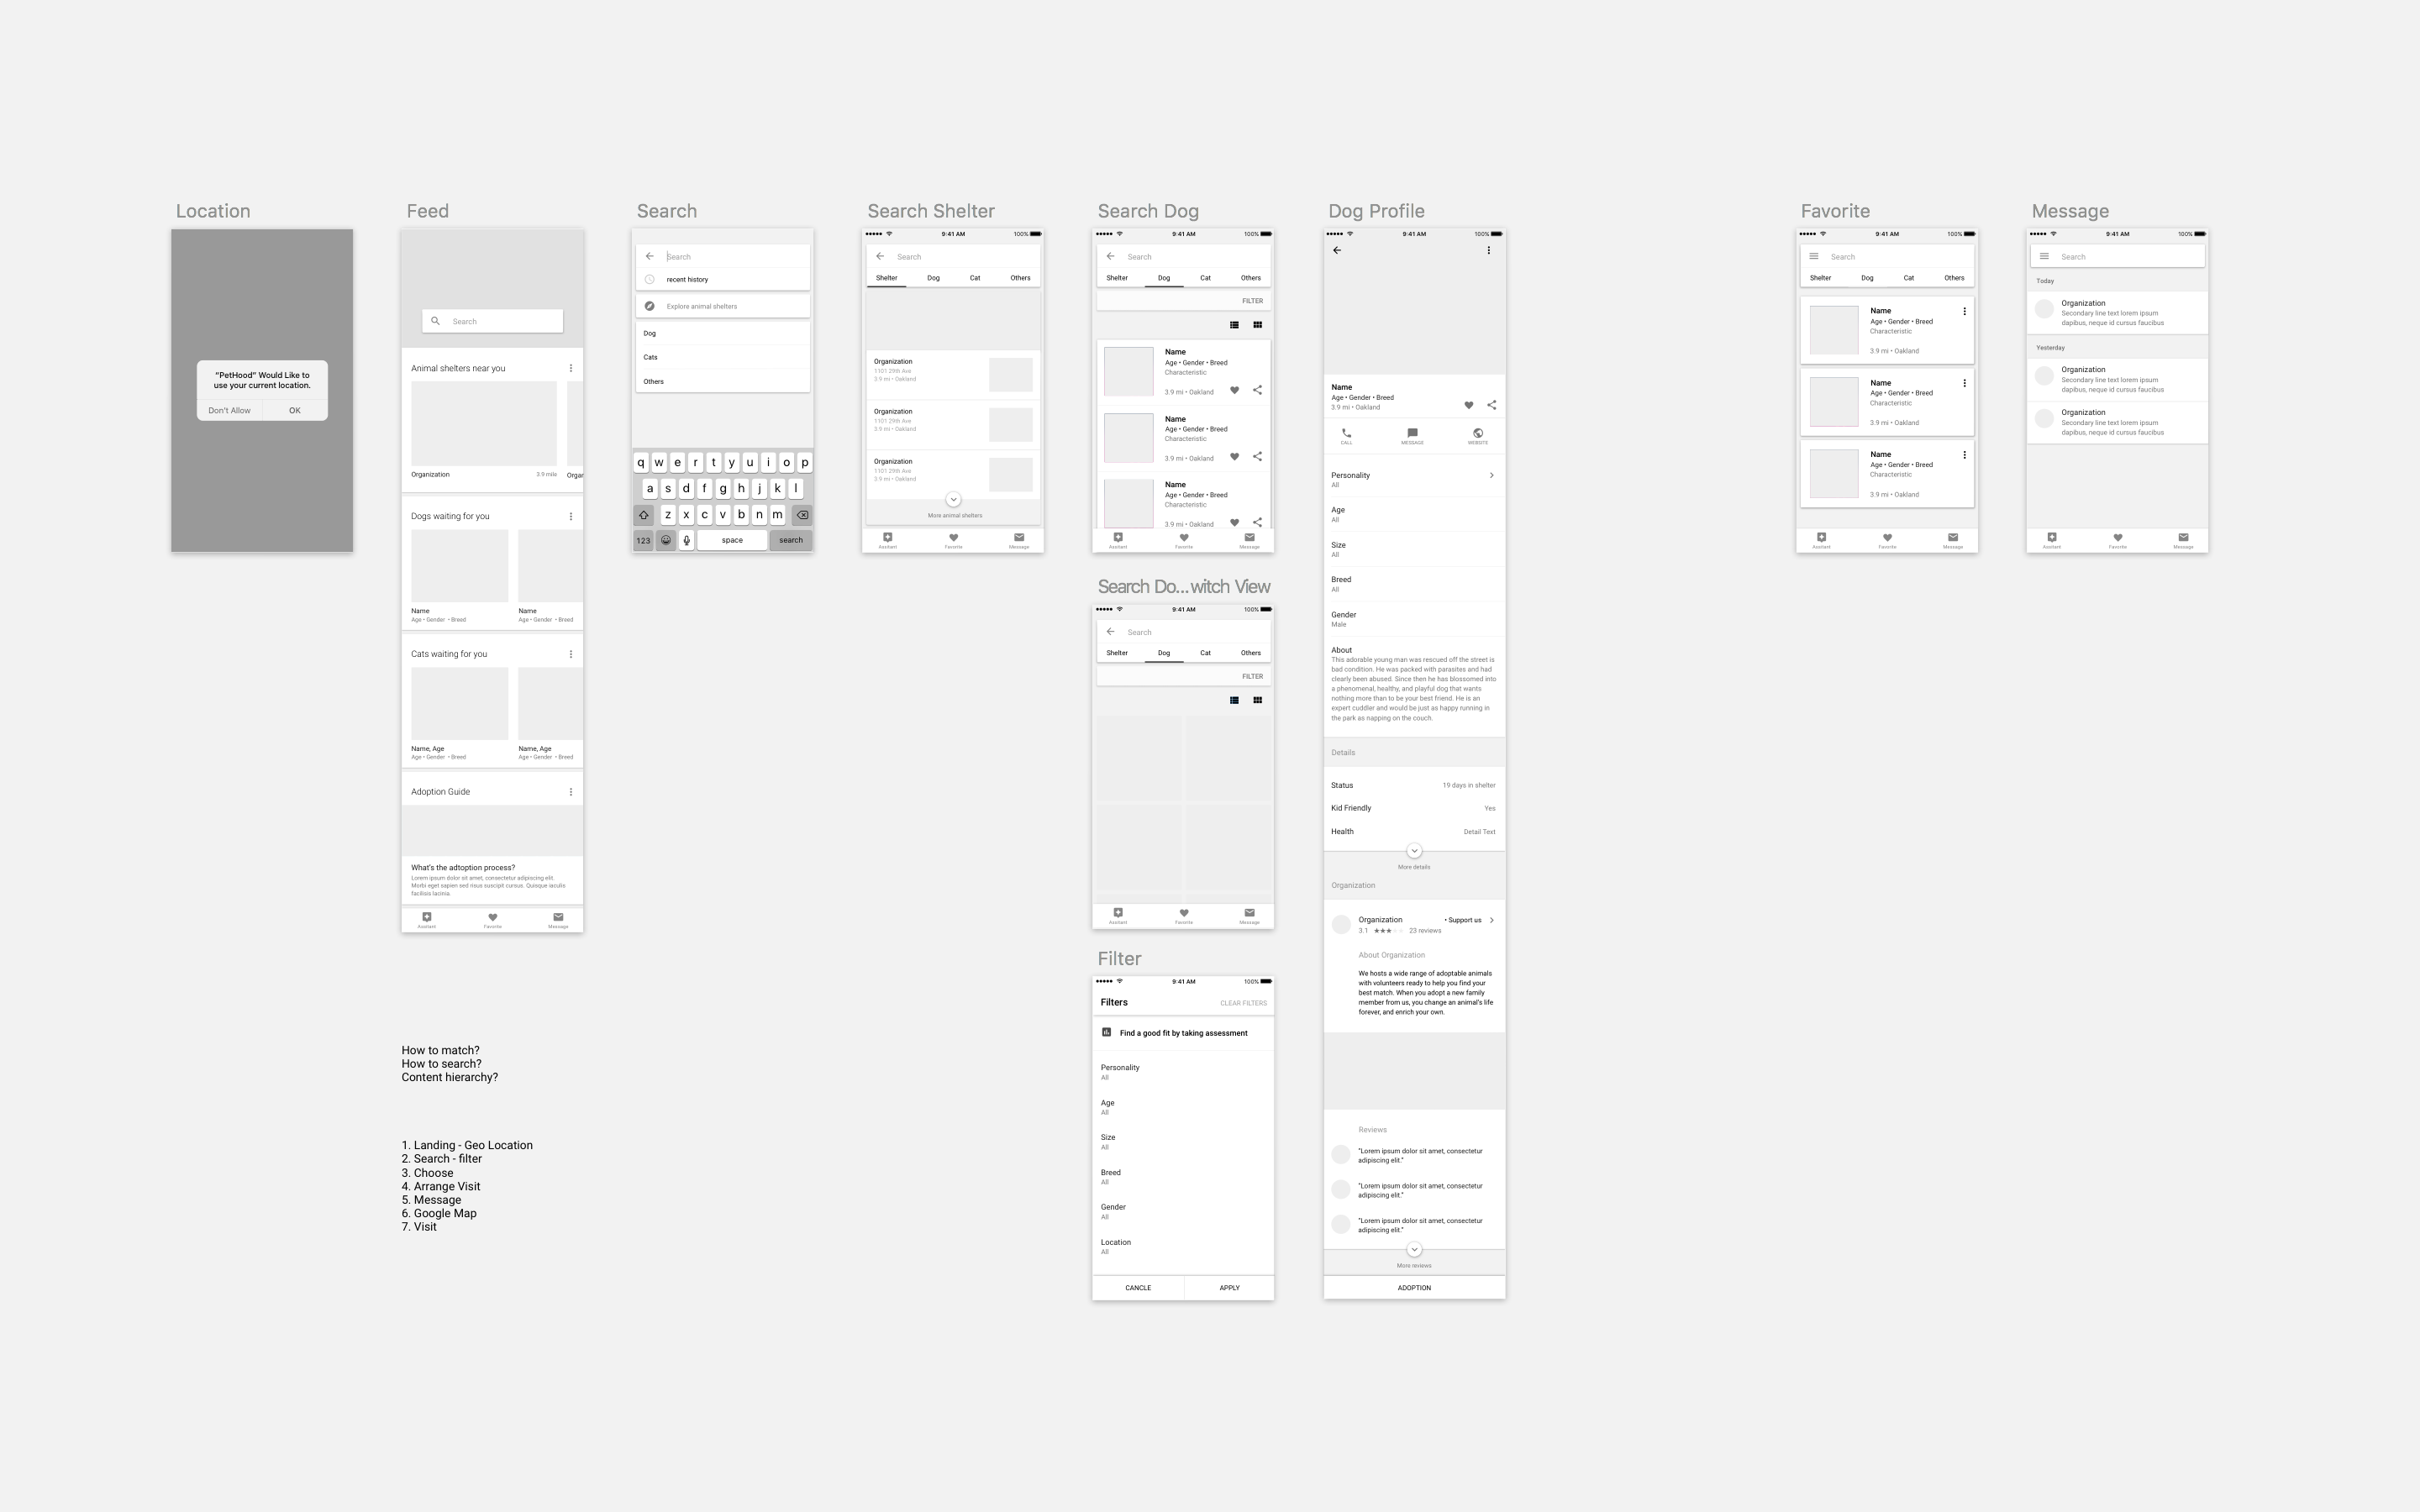 Location
"PetHood" Would Like to
use your current location.
Don't Allow OK
Feed
Search
Animal shelters near you
Organization 3.9 mile Organ
Dogs waiting for you
Name Name
Age • Gender • Breed Age • Gender • Breed
Cats waiting for you
Name, Age Name, Age
Age • Gender • Breed Age • Gender • Breed
Adoption Guide
What's the adtoption process?
Lorem ipsum dolor sit amet, consectetur adipiscing elit.
Morbi eget sapien sed risus suscipit cursus. Quisque iaculis
facilisis lacinia.
Assitant Favorite Message
How to match?
How to search?
Content hierarchy?
1. Landing - Geo Location
2. Search - filter
3. Choose
4. Arrange Visit
5. Message
6. Google Map
7. Visit
Search
Search
recent history
Explore animal shelters
Dog
Cats
Others
q w e r t y u i o p
a s d f g h j k l
z x c v b n m
123 space search
Search Shelter
9:41 AM 100%
Search
Shelter Dog Cat Others
Organization
1101 29th Ave
3.9 mi • Oakland
Organization
1101 29th Ave
3.9 mi • Oakland
Organization
1101 29th Ave
3.9 mi • Oakland
More animal shelters
Assitant Favorite Message
Search Dog
9:41 AM 100%
Search
Shelter Dog Cat Others
FILTER
Name
Age • Gender • Breed
Characteristic
3.9 mi • Oakland
Name
Age • Gender • Breed
Characteristic
3.9 mi • Oakland
Name
Age • Gender • Breed
Characteristic
3.9 mi • Oakland
Assitant Favorite Message
Search Do...witch View
9:41 AM 100%
Search
Shelter Dog Cat Others
FILTER
Assitant Favorite Message
Filter
9:41 AM 100%
Filters CLEAR FILTERS
Find a good fit by taking assessment
Personality
All
Age
All
Size
All
Breed
All
Gender
All
Location
All
CANCLE APPLY
Dog Profile
9:41 AM 100%
Name
Age • Gender • Breed
3.9 mi • Oakland
CALL MESSAGE WEBSITE
Personality
All
Age
All
Size
All
Breed
All
Gender
Male
About
This adorable young man was rescued off the street is
bad condition. He was packed with parasites and had
clearly been abused. Since then he has blossomed into
a phenomenal, healthy, and playful dog that wants
nothing more than to be your best friend. He is an
expert cuddler and would be just as happy running in
the park as napping on the couch.
Details
Status 19 days in shelter
Kid Friendly Yes
Health Detail Text
More details
Organization
Organization • Support us
3.1 23 reviews
About Organization
We hosts a wide range of adoptable animals
with volunteers ready to help you find your
best match. When you adopt a new family
member from us, you change an animal's life
forever, and enrich your own.
Reviews
"Lorem ipsum dolor sit amet, consectetur
adipiscing elit."
"Lorem ipsum dolor sit amet, consectetur
adipiscing elit."
"Lorem ipsum dolor sit amet, consectetur
adipiscing elit."
More reviews
ADOPTION
Favorite
9:41 AM 100%
Search
Shelter Dog Cat Others
Name
Age • Gender • Breed
Characteristic
3.9 mi • Oakland
Name
Age • Gender • Breed
Characteristic
3.9 mi • Oakland
Name
Age • Gender • Breed
Characteristic
3.9 mi • Oakland
Assitant Favorite Message
Message
9:41 AM 100%
Search
Today
Organization
Secondary line text lorem ipsum
dapibus, neque id cursus faucibus
Yesterday
Organization
Secondary line text lorem ipsum
dapibus, neque id cursus faucibus
Organization
Secondary line text lorem ipsum
dapibus, neque id cursus faucibus
Assitant Favorite Message